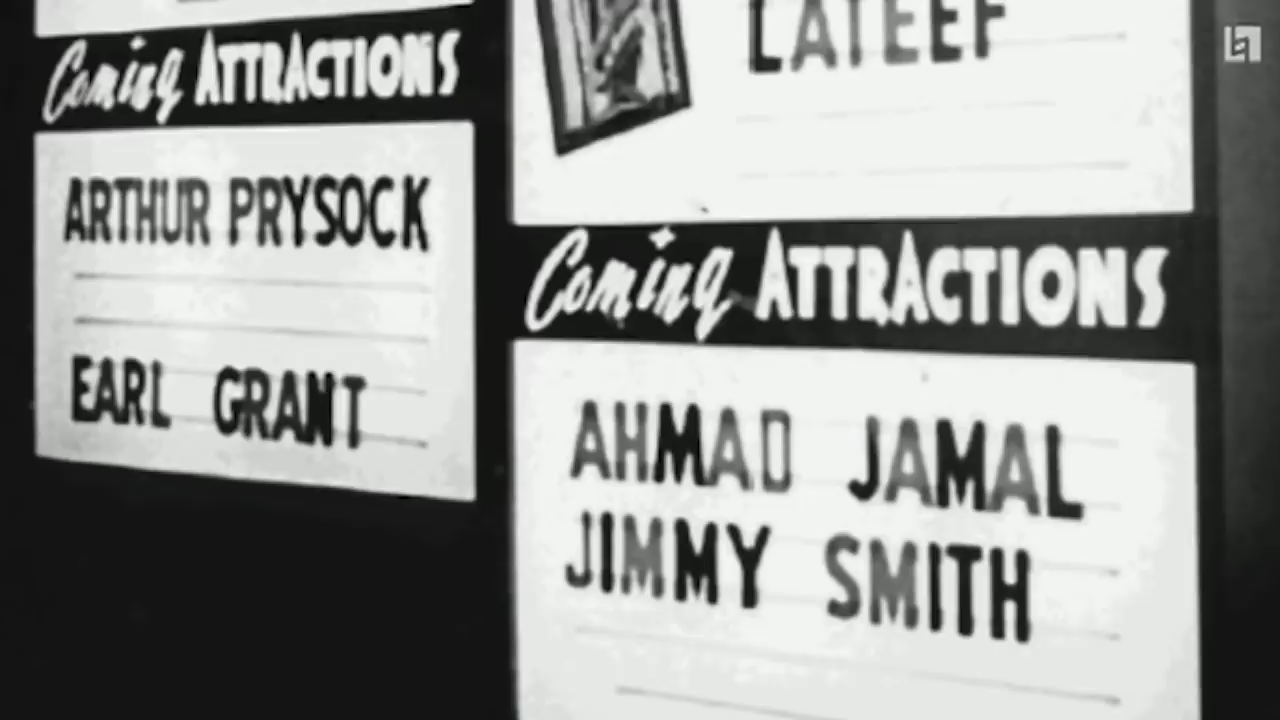 Coming ATTRACTIONS
ARTHUR PRYSOCK
EARL GRANT
LATEEF
Coming ATTRACTIONS
AHMAD JAMAL
JIMMY SMITH